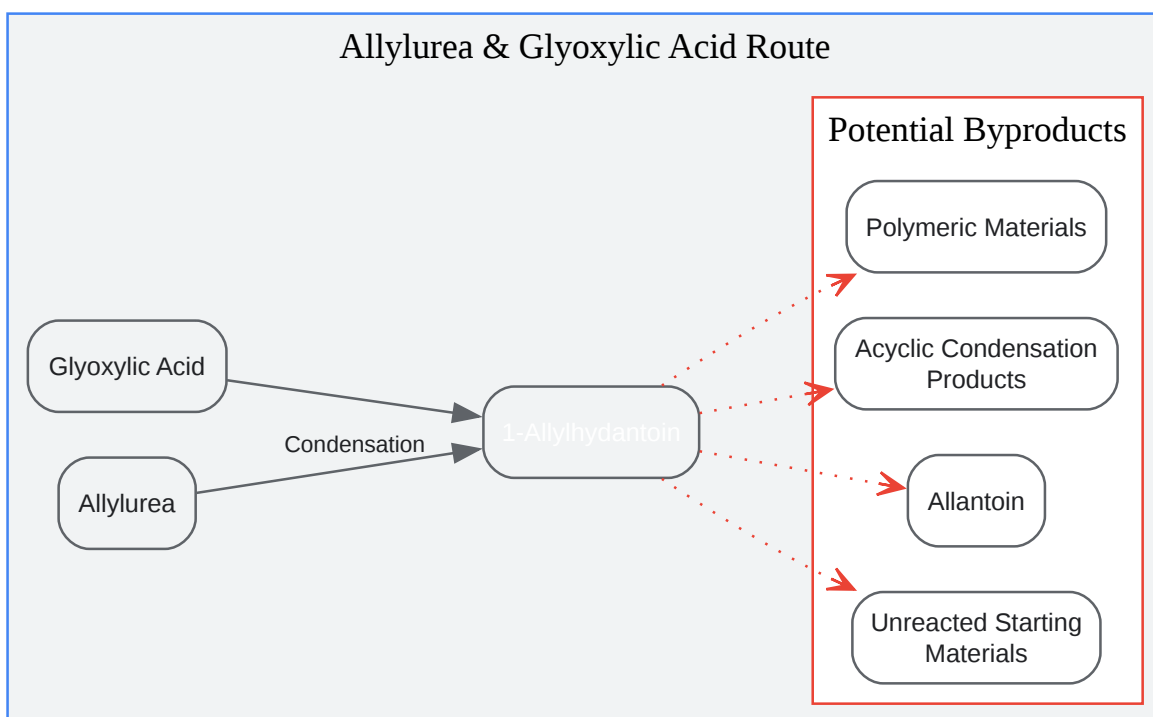 Allylurea & Glyoxylic Acid Route
Potential Byproducts
Polymeric Materials
Acyclic Condensation
Products
Glyoxylic Acid
1-Allylhydantoin
Condensation
Allylurea
Allantoin
Unreacted Starting
Materials